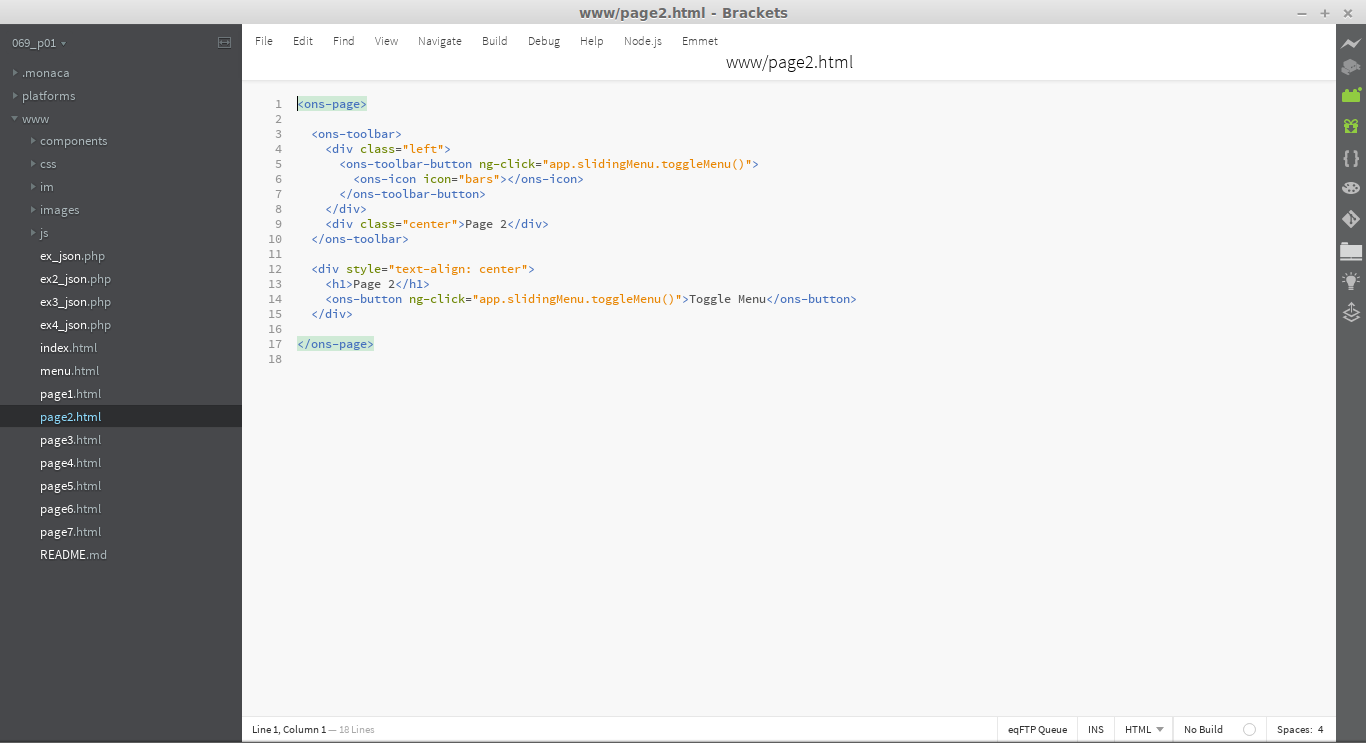 www/page2.html - Brackets
069_p01
.monaca
platforms
www
components
css
im
images
js
ex_json.php
ex2_json.php
ex3_json.php
ex4_json.php
index.html
menu.html
page1.html
page2.html
page3.html
page4.html
page5.html
page6.html
page7.html
README.md
File Edit Find View Navigate Build Debug Help Node.js Emmet
www/page2.html
1 <ons-page>
2
3 <ons-toolbar>
4 <div class="left">
5 <ons-toolbar-button ng-click="app.slidingMenu.toggleMenu()">
6 <ons-icon icon="bars"></ons-icon>
7 </ons-toolbar-button>
8 </div>
9 <div class="center">Page 2</div>
10 </ons-toolbar>
11
12 <div style="text-align: center">
13 <h1>Page 2</h1>
14 <ons-button ng-click="app.slidingMenu.toggleMenu()">Toggle Menu</ons-button>
15 </div>
16
17 </ons-page>
18
Line 1, Column 1 — 18 Lines
eqFTP Queue INS HTML No Build Spaces: 4